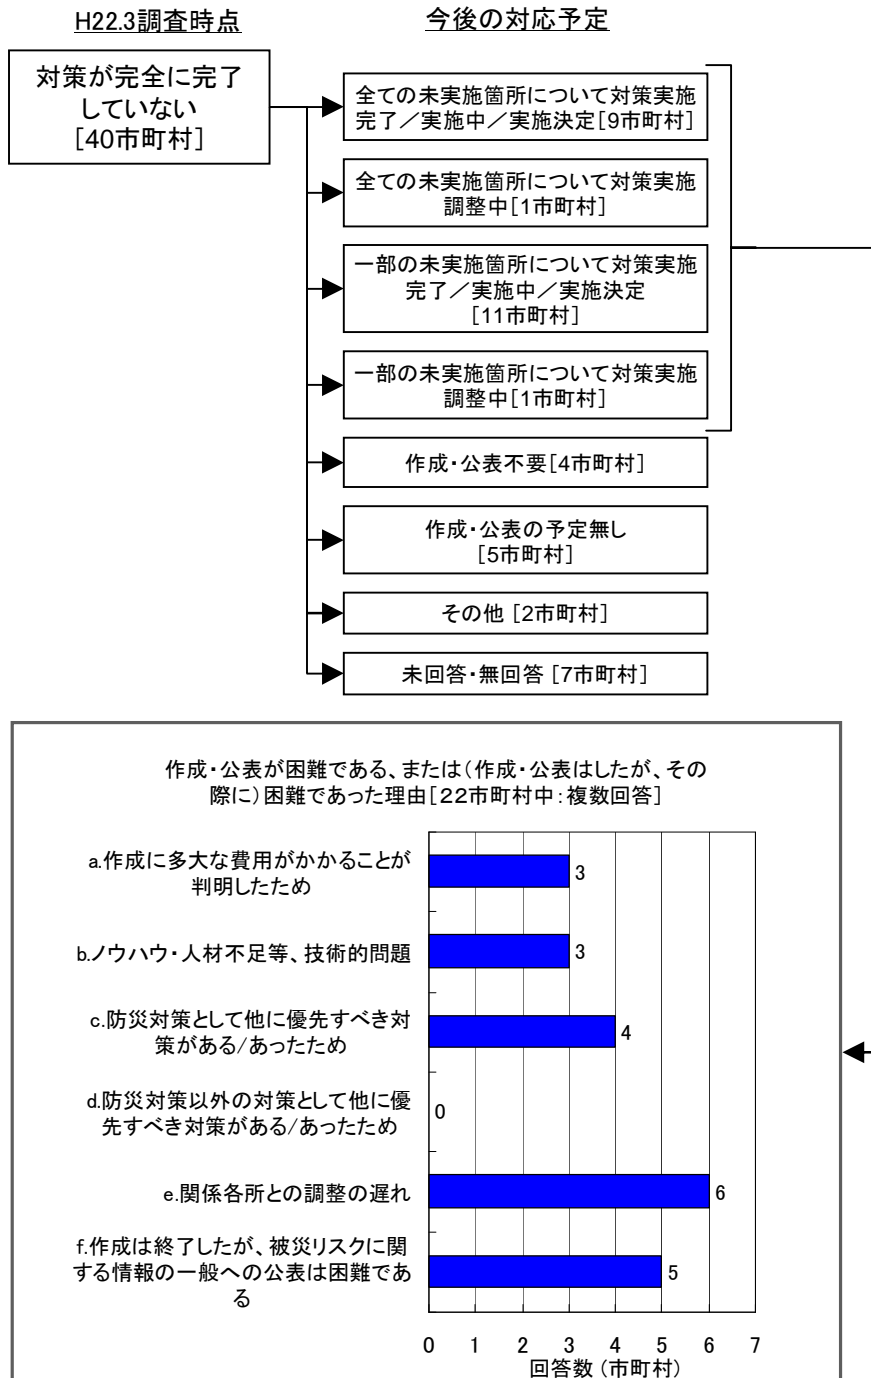 H22.3調査時点
今後の対応予定
対策が完全に完了
していない
[40市町村]
全ての未実施箇所について対策実施
完了／実施中／実施決定[9市町村]
全ての未実施箇所について対策実施
調整中[1市町村]
一部の未実施箇所について対策実施
完了／実施中／実施決定
[11市町村]
一部の未実施箇所について対策実施
調整中[1市町村]
作成・公表不要[4市町村]
作成・公表の予定無し
[5市町村]
その他 [2市町村]
未回答・無回答 [7市町村]
作成・公表が困難である、または（作成・公表はしたが、その
際に）困難であった理由[22市町村中：複数回答]
a.作成に多大な費用がかかることが
判明したため
3
b.ノウハウ・人材不足等、技術的問題
3
c.防災対策として他に優先すべき対
策がある/あったため
4
d.防災対策以外の対策として他に優
先すべき対策がある/あったため
0
e.関係各所との調整の遅れ
6
f.作成は終了したが、被災リスクに関
する情報の一般への公表は困難であ
る
5
0 1 2 3 4 5 6 7
回答数（市町村）